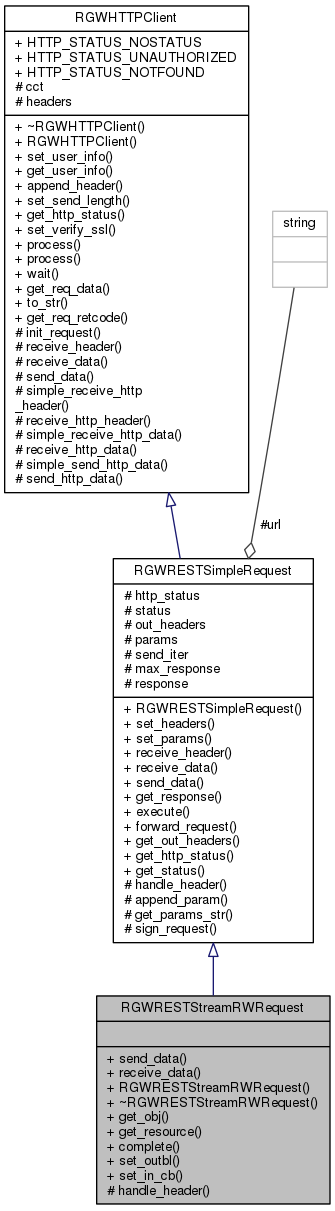 RGWHTTPClient
+ HTTP_STATUS_NOSTATUS
+ HTTP_STATUS_UNAUTHORIZED
+ HTTP_STATUS_NOTFOUND
# cct
# headers
+ ~RGWHTTPClient()
+ RGWHTTPClient()
+ set_user_info()
+ get_user_info()
+ append_header()
+ set_send_length()
+ get_http_status()
+ set_verify_ssl()
+ process()
+ process()
+ wait()
+ get_req_data()
+ to_str()
+ get_req_retcode()
# init_request()
# receive_header()
# receive_data()
# send_data()
# simple_receive_http
_header()
# receive_http_header()
# simple_receive_http_data()
# receive_http_data()
# simple_send_http_data()
# send_http_data()
string
#url
RGWRESTSimpleRequest
# http_status
# status
# out_headers
# params
# send_iter
# max_response
# response
+ RGWRESTSimpleRequest()
+ set_headers()
+ set_params()
+ receive_header()
+ receive_data()
+ send_data()
+ get_response()
+ execute()
+ forward_request()
+ get_out_headers()
+ get_http_status()
+ get_status()
# handle_header()
# append_param()
# get_params_str()
# sign_request()
RGWRESTStreamRWRequest
+ send_data()
+ receive_data()
+ RGWRESTStreamRWRequest()
+ ~RGWRESTStreamRWRequest()
+ get_obj()
+ get_resource()
+ complete()
+ set_outbl()
+ set_in_cb()
# handle_header()